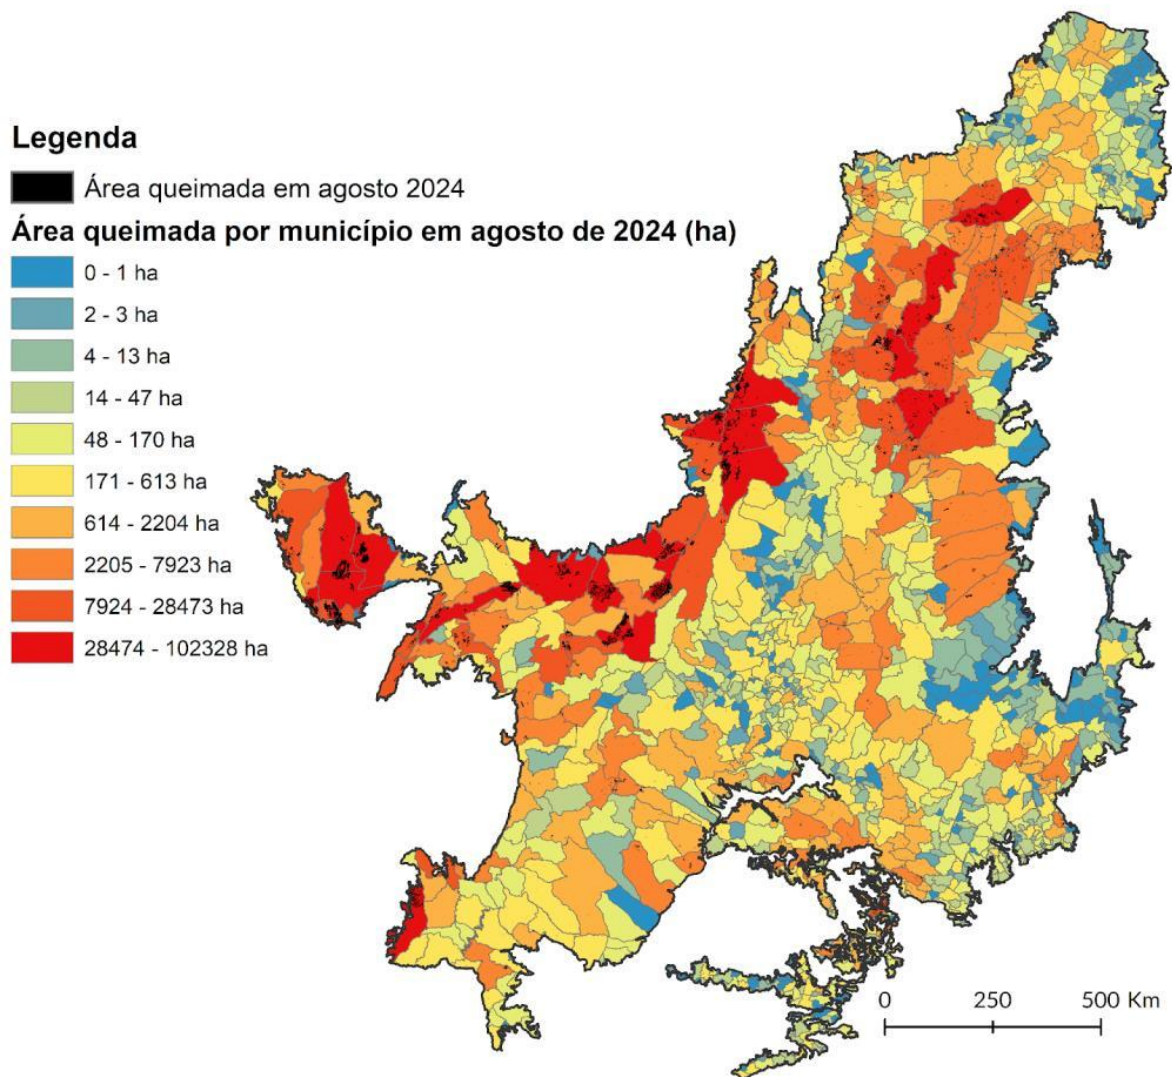 Legenda
Área queimada em agosto 2024
Área queimada por município em agosto de 2024 (ha)
0 - 1 ha
2 - 3 ha
4 - 13 ha
14 - 47 ha
48 - 170 ha
171 - 613 ha
614 - 2204 ha
2205 - 7923 ha
7924 - 28473 ha
28474 - 102328 ha
0 250 500 Km